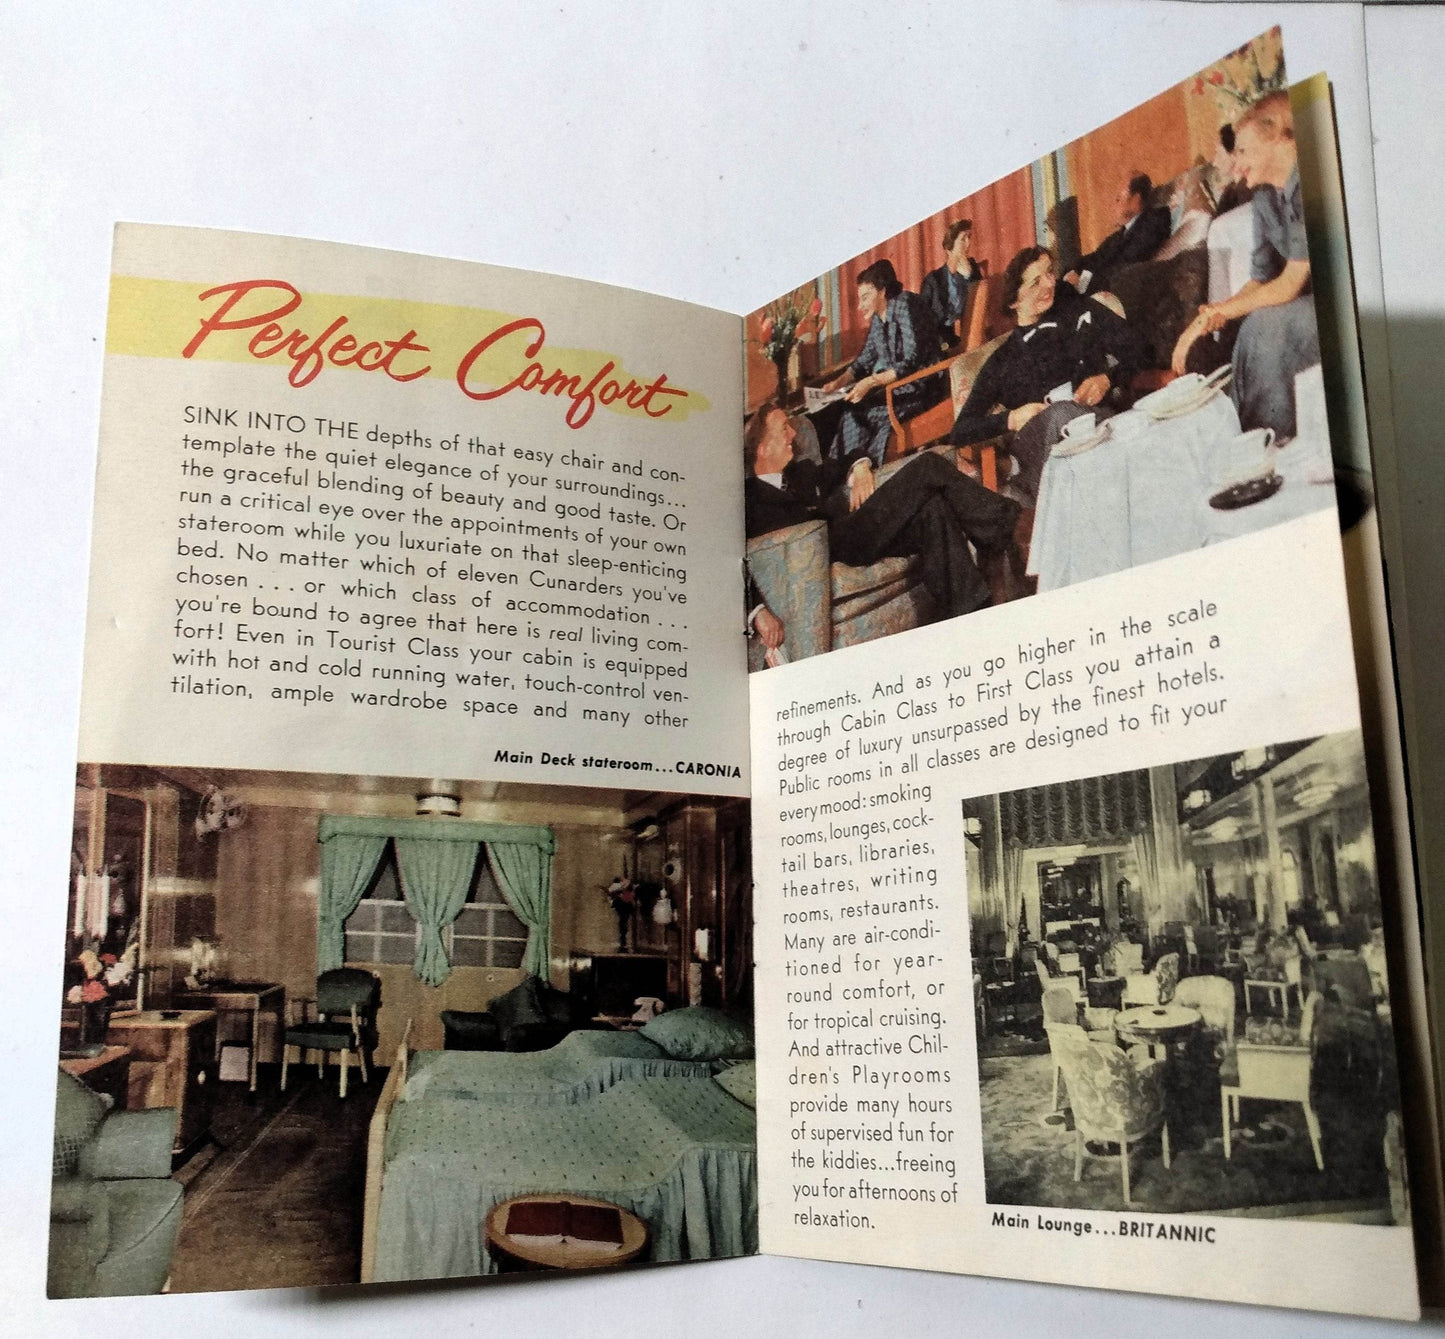 Perfect Comfort
SINK INTO THE depths of that easy chair and con-
template the quiet elegance of your surroundings...
the graceful blending of beauty and good taste. Or
run a critical eye over the appointments of your own
stateroom while you luxuriate on that sleep-enticing
bed. No matter which of eleven Cunarders you've
chosen . . . or which class of accommodation . . .
you're bound to agree that here is real living com-
fort! Even in Tourist Class your cabin is equipped
with hot and cold running water, touch-control ven-
tilation, ample wardrobe space and many other
Main Deck stateroom...CARONIA
refinements. And as you go higher in the scale
through Cabin Class to First Class you attain a
degree of luxury unsurpassed by the finest hotels.
Public rooms in all classes are designed to fit your
every mood: smoking
rooms, lounges, cock-
tail bars, libraries,
theatres, writing
rooms, restaurants.
Many are air-condi-
tioned for year-
round comfort, or
for tropical cruising.
And attractive Chil-
dren's Playrooms
provide many hours
of supervised fun for
the kiddies...freeing
you for afternoons of
relaxation.
Main Lounge...BRITANNIC